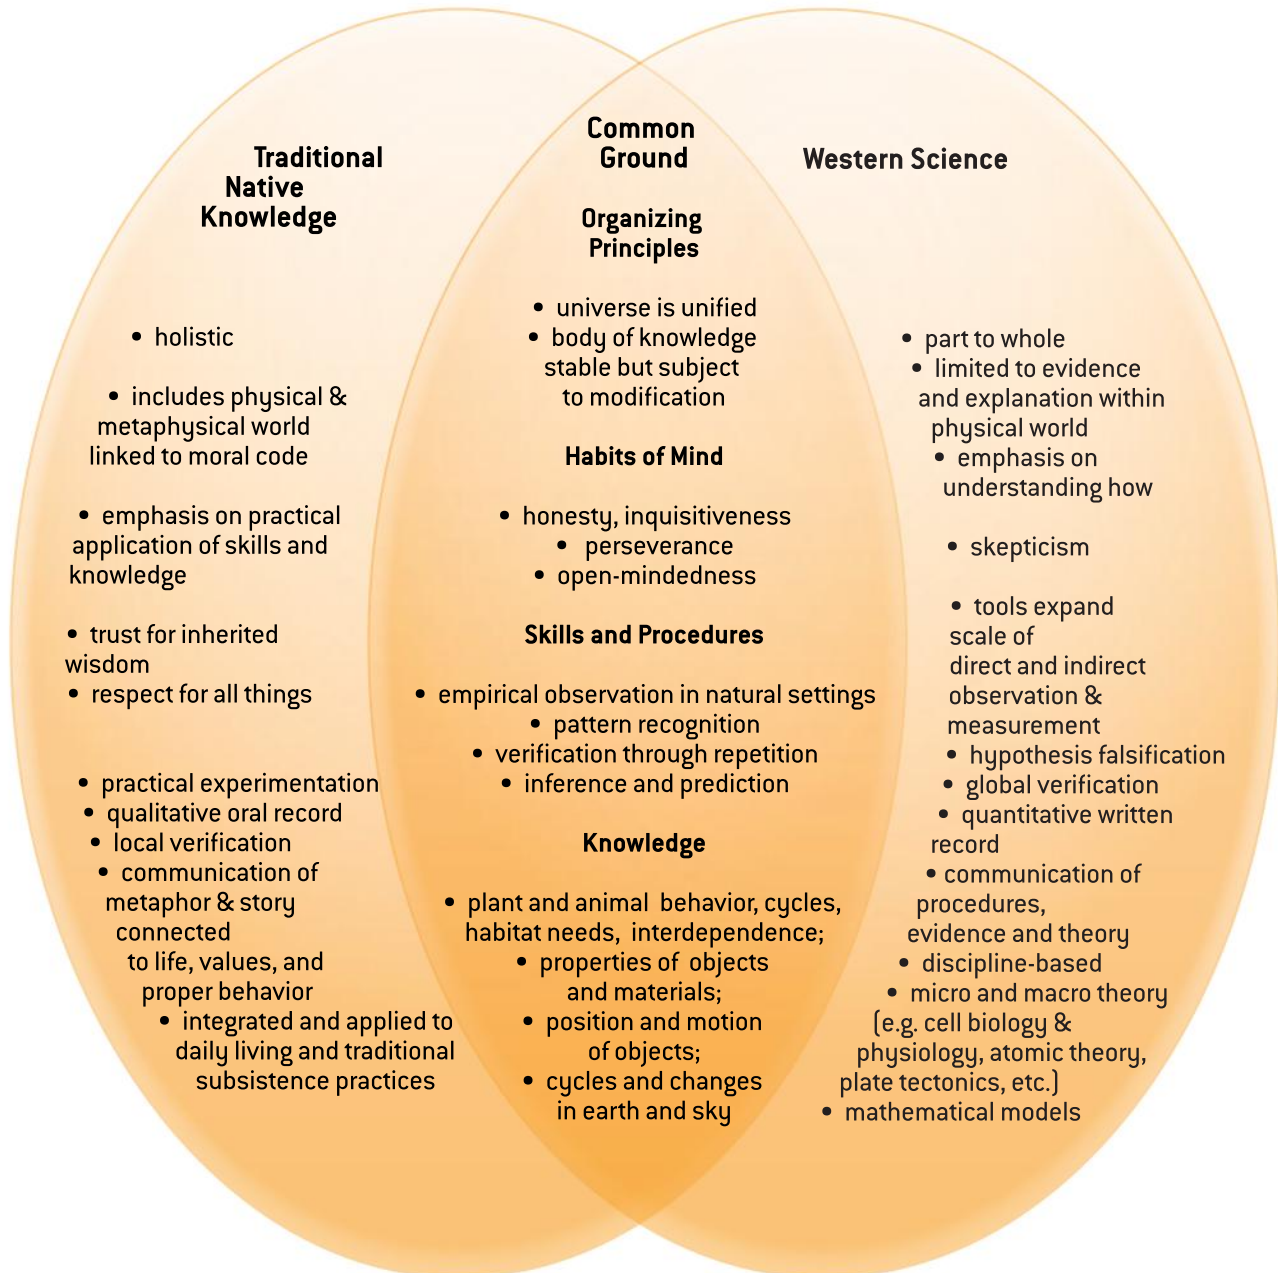 Traditional
Native
Knowledge
• holistic
• includes physical &
metaphysical world
linked to moral code
• emphasis on practical
application of skills and
knowledge
• trust for inherited
wisdom
• respect for all things
• practical experimentation
• qualitative oral record
• local verification
• communication of
metaphor & story
connected
to life, values, and
proper behavior
• integrated and applied to
daily living and traditional
subsistence practices
Common
Ground
Organizing
Principles
• universe is unified
• body of knowledge
stable but subject
to modification
Habits of Mind
• honesty, inquisitiveness
• perseverance
• open-mindedness
Skills and Procedures
• empirical observation in natural settings
• pattern recognition
• verification through repetition
• inference and prediction
Knowledge
• plant and animal behavior, cycles,
habitat needs, interdependence;
• properties of objects
and materials;
• position and motion
of objects;
• cycles and changes
in earth and sky
Western Science
• part to whole
• limited to evidence
and explanation within
physical world
• emphasis on
understanding how
• skepticism
• tools expand
scale of
direct and indirect
observation &
measurement
• hypothesis falsification
• global verification
• quantitative written
record
• communication of
procedures,
evidence and theory
• discipline-based
• micro and macro theory
(e.g. cell biology &
physiology, atomic theory,
plate tectonics, etc.)
• mathematical models